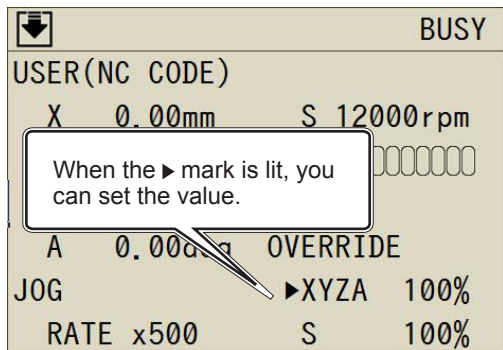 BUSY
USER(NC CODE)
X 0.00mm S 12000rpm
When the ▶ mark is lit, you
can set the value.
A 0.00deg OVERRIDE
JOG ▶XYZA 100%
RATE x500 S 100%